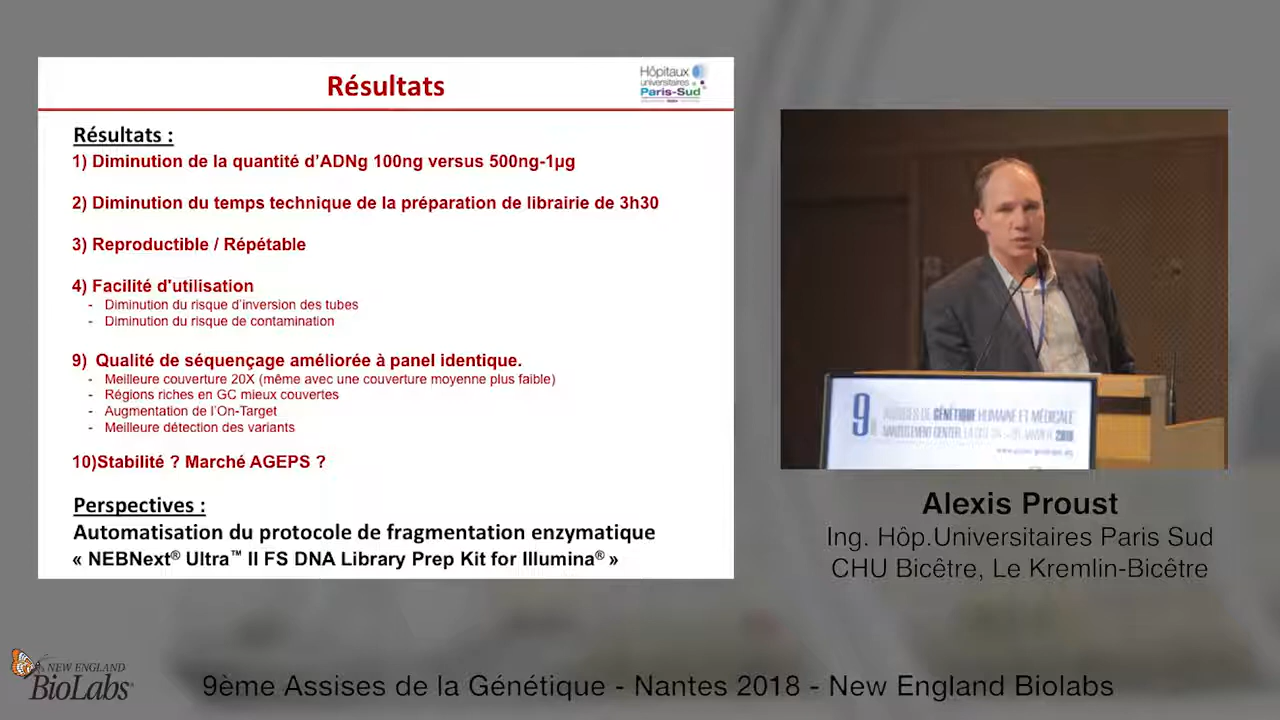 Résultats
Hôpitaux
universitaires
Paris-Sud
Résultats :
1) Diminution de la quantité d'ADNg 100ng versus 500ng-1µg
2) Diminution du temps technique de la préparation de librairie de 3h30
3) Reproductible / Répétable
4) Facilité d'utilisation
- Diminution du risque d'inversion des tubes
- Diminution du risque de contamination
9) Qualité de séquençage améliorée à panel identique.
- Meilleure couverture 20X (même avec une couverture moyenne plus faible)
- Régions riches en GC mieux couvertes
- Augmentation de l'On-Target
- Meilleure détection des variants
10)Stabilité ? Marché AGEPS ?
Perspectives :
Automatisation du protocole de fragmentation enzymatique
« NEBNext® Ultra™ II FS DNA Library Prep Kit for Illumina® »
9
DE GÉNÉTIQUE HUMAINE ET MÉDICALE
Alexis Proust
Ing. Hôp.Universitaires Paris Sud
CHU Bicêtre, Le Kremlin-Bicêtre
NEW ENGLAND
BioLabs
9ème Assises de la Génétique - Nantes 2018 - New England Biolabs